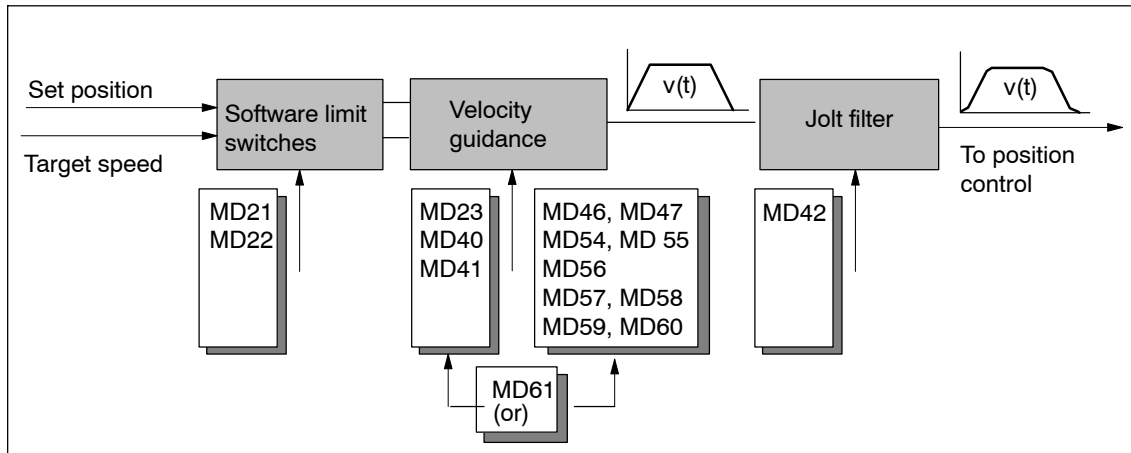 Set position
Target speed
Software limit
switches
Velocity
guidance
v(t)
Jolt filter
v(t)
To position
control
MD21
MD22
MD23
MD40
MD41
MD46, MD47
MD54, MD 55
MD56
MD57, MD58
MD59, MD60
MD42
MD61
(or)